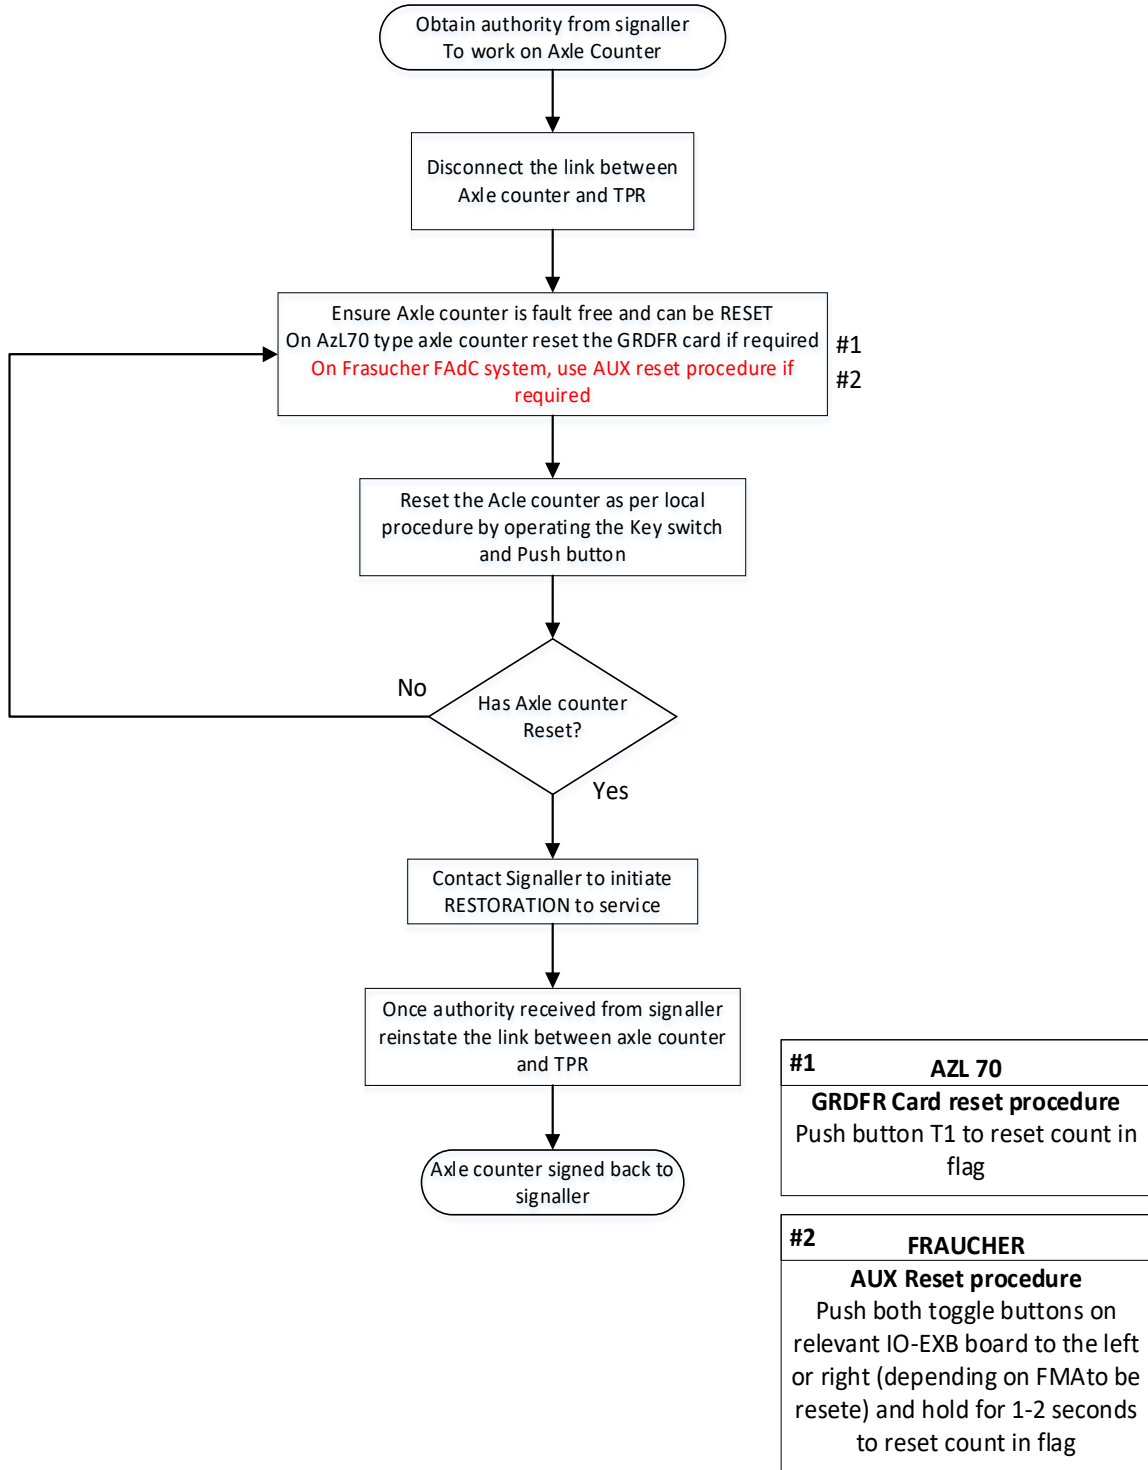 Obtain authority from signaller
To work on Axle Counter
Disconnect the link between
Axle counter and TPR
Ensure Axle counter is fault free and can be RESET
On AzL70 type axle counter reset the GRDFR card if required
On Frasucher FAdC system, use AUX reset procedure if
required
#1
#2
Reset the Acle counter as per local
procedure by operating the Key switch
and Push button
Has Axle counter
Reset?
No
Yes
Contact Signaller to initiate
RESTORATION to service
Once authority received from signaller
reinstate the link between axle counter
and TPR
Axle counter signed back to
signaller
#1 AZL 70
GRDFR Card reset procedure
Push button T1 to reset count in
flag
#2 FRAUCHER
AUX Reset procedure
Push both toggle buttons on
relevant IO-EXB board to the left
or right (depending on FMAto be
resete) and hold for 1-2 seconds
to reset count in flag